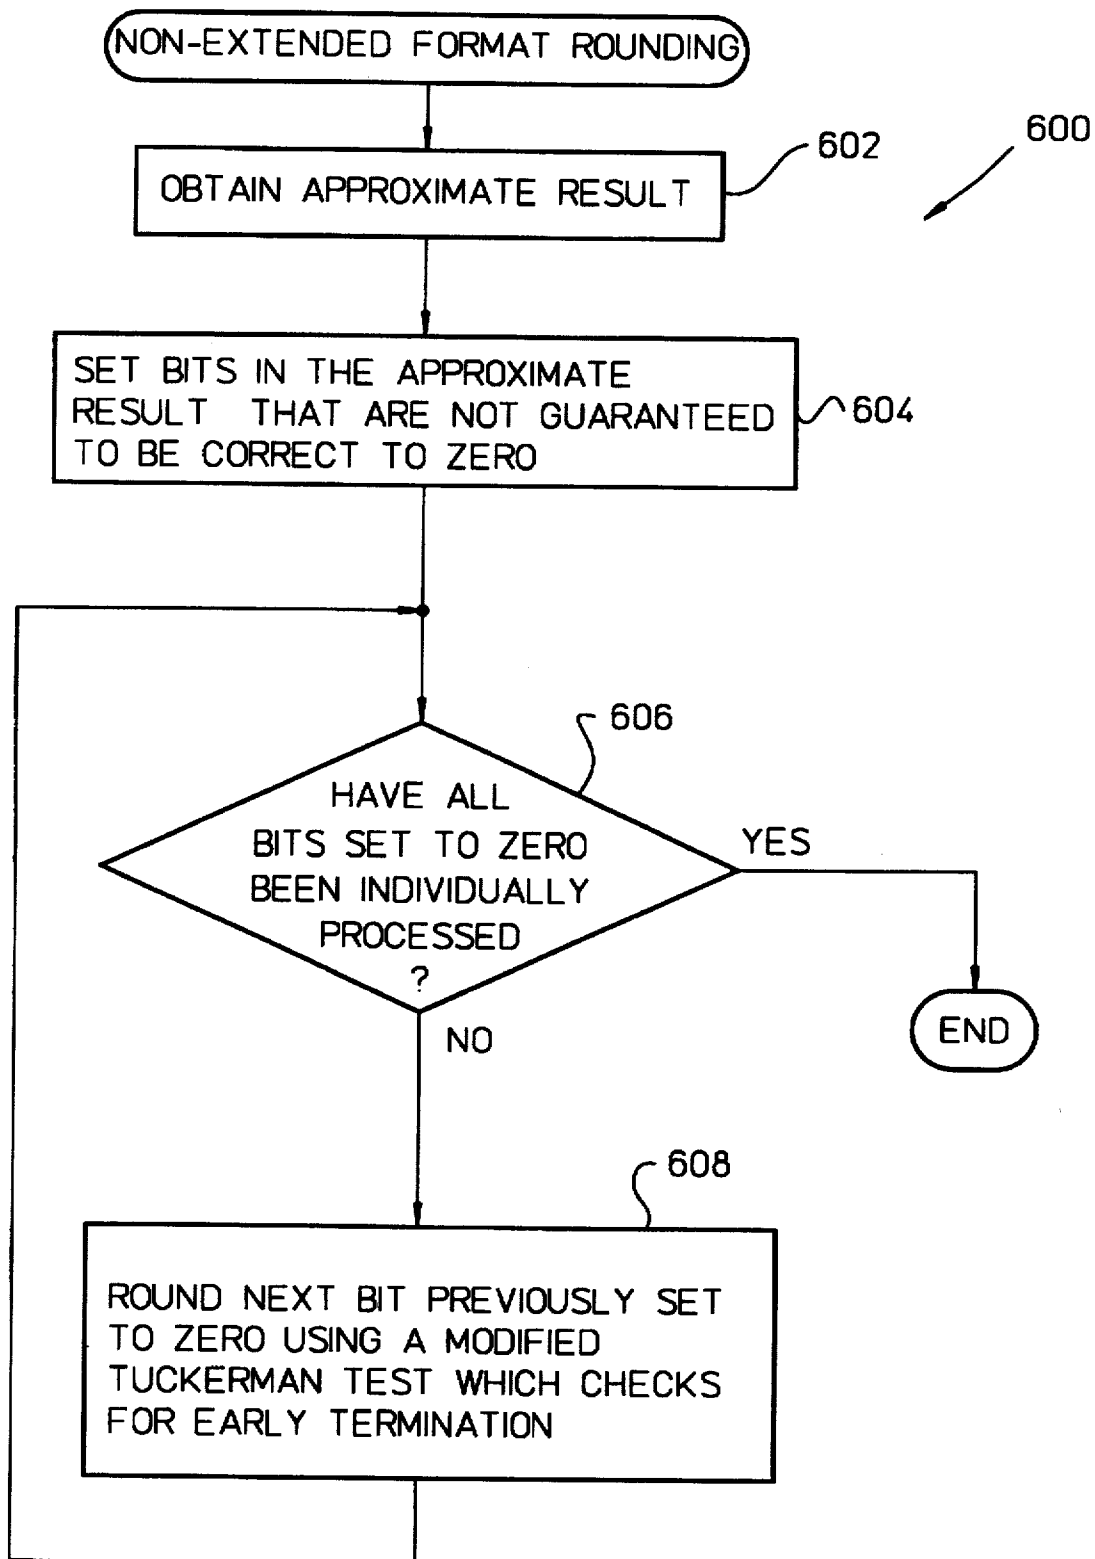 NON-EXTENDED FORMAT ROUNDING
602
600
OBTAIN APPROXIMATE RESULT
SET BITS IN THE APPROXIMATE
RESULT THAT ARE NOT GUARANTEED
TO BE CORRECT TO ZERO
604
606
HAVE ALL
BITS SET TO ZERO
BEEN INDIVIDUALLY
PROCESSED
?
YES
END
NO
608
ROUND NEXT BIT PREVIOUSLY SET
TO ZERO USING A MODIFIED
TUCKERMAN TEST WHICH CHECKS
FOR EARLY TERMINATION